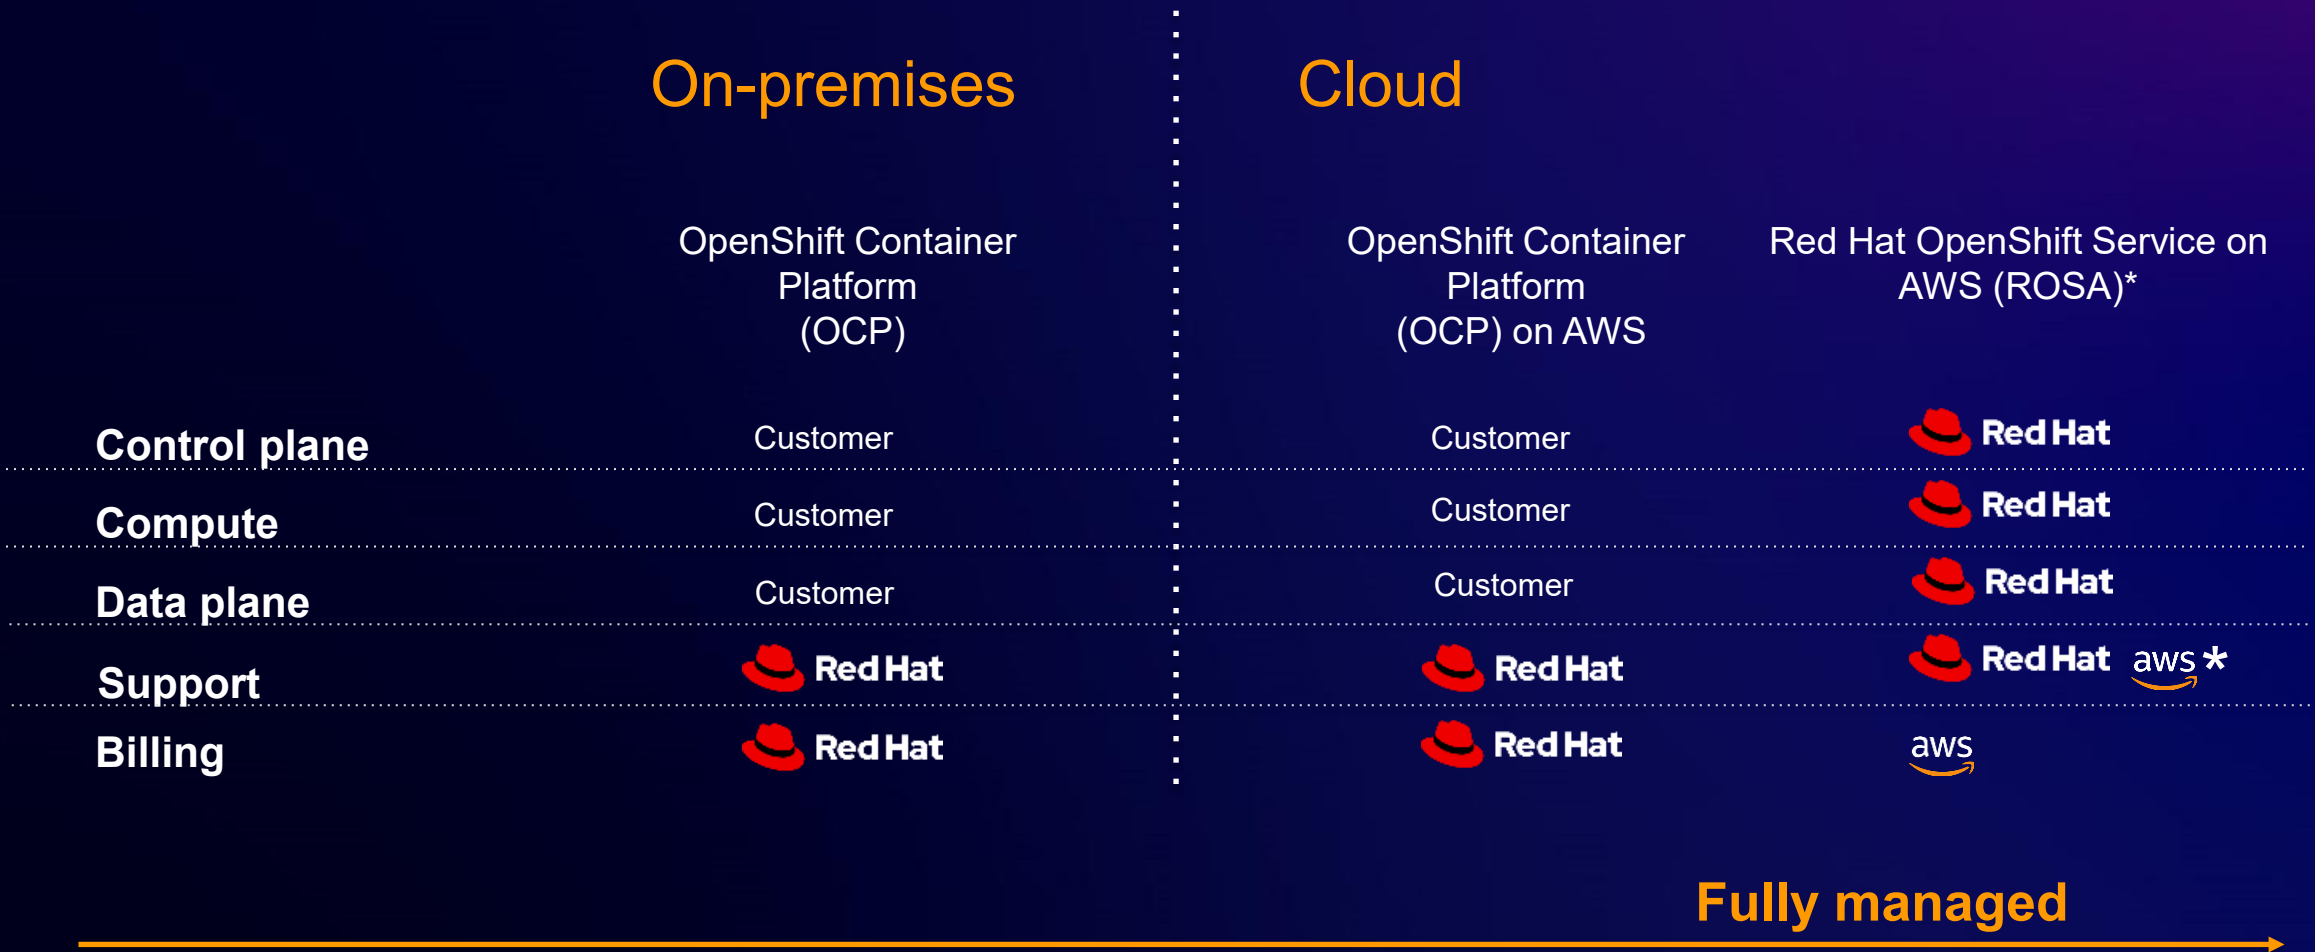 On-premises
Cloud
OpenShift Container
Platform
(OCP)
OpenShift Container
Platform
(OCP) on AWS
Red Hat OpenShift Service on
AWS (ROSA)*
Control plane
Customer
Customer
Red Hat
Compute
Customer
Customer
Red Hat
Data plane
Customer
Customer
Red Hat
Support
Red Hat
Red Hat
Red Hat aws*
Billing
Red Hat
Red Hat
aws
Fully managed